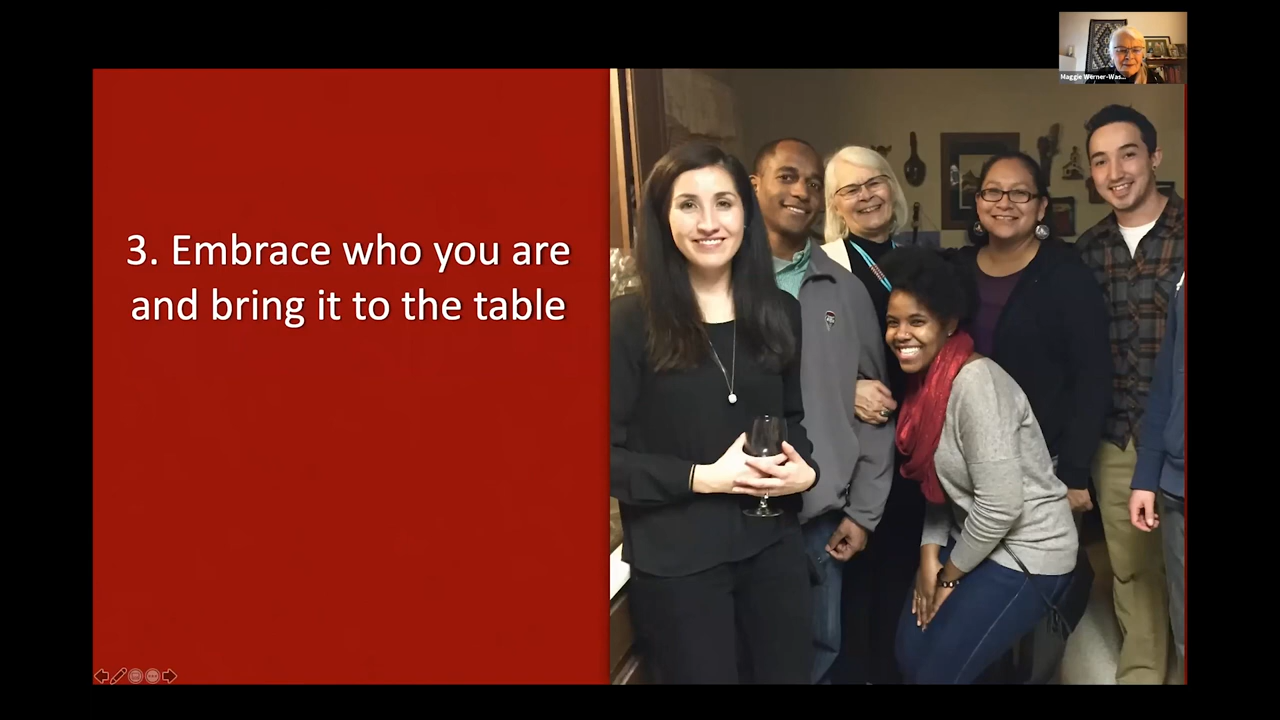 Maggie Werner-Was...
3. Embrace who you are
and bring it to the table